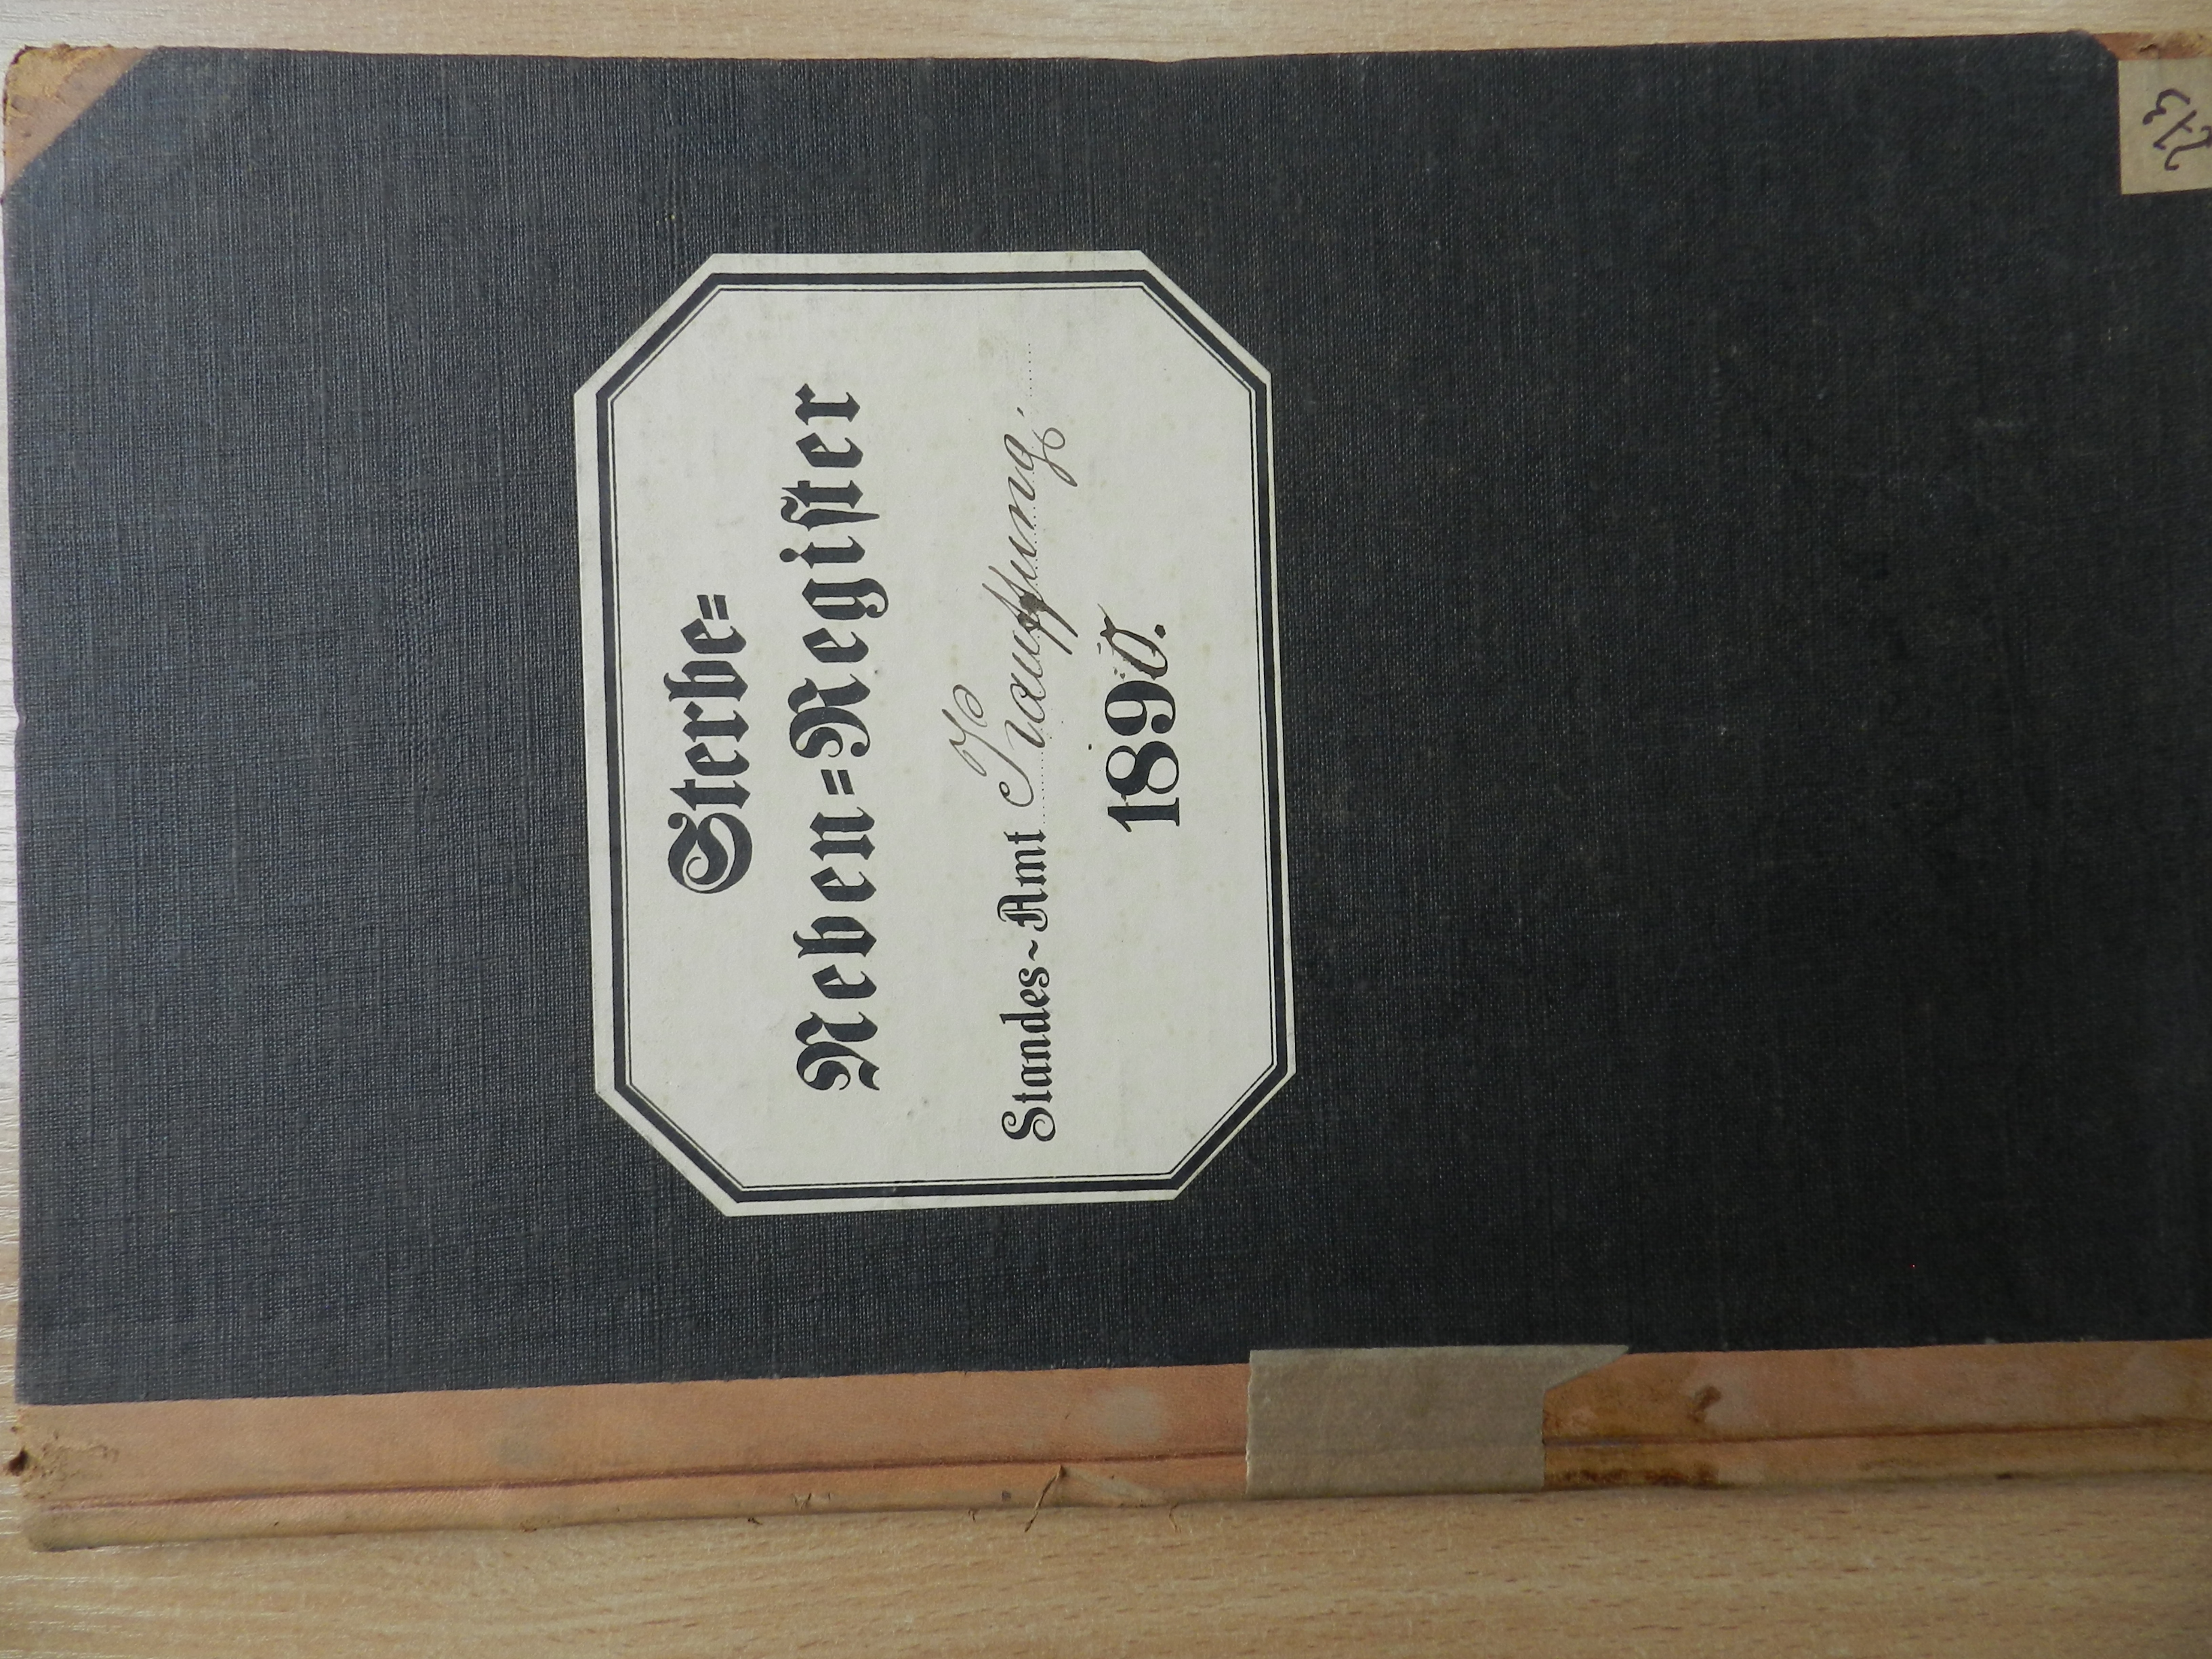 Sterbe=
Neben=Regiſter
Standes-Amt Kauffung.
1890.